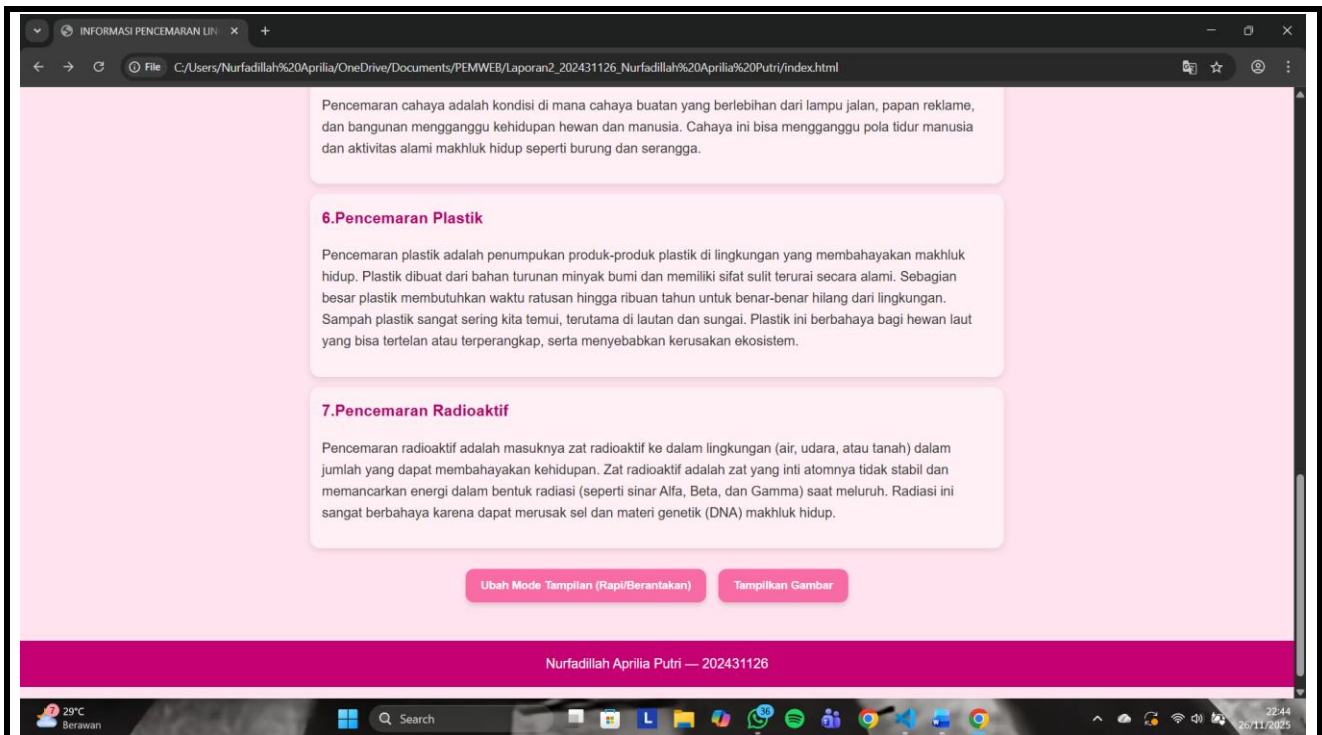 INFORMASI PENCEMARAN LIN
File C:/Users/Nurfadillah%20Aprilia/OneDrive/Documents/PEMWEB/Laporan2_202431126_Nurfadillah%20Aprilia%20Putri/index.html
Pencemaran cahaya adalah kondisi di mana cahaya buatan yang berlebihan dari lampu jalan, papan reklame,
dan bangunan mengganggu kehidupan hewan dan manusia. Cahaya ini bisa mengganggu pola tidur manusia
dan aktivitas alami makhluk hidup seperti burung dan serangga.
6.Pencemaran Plastik
Pencemaran plastik adalah penumpukan produk-produk plastik di lingkungan yang membahayakan makhluk
hidup. Plastik dibuat dari bahan turunan minyak bumi dan memiliki sifat sulit terurai secara alami. Sebagian
besar plastik membutuhkan waktu ratusan hingga ribuan tahun untuk benar-benar hilang dari lingkungan.
Sampah plastik sangat sering kita temui, terutama di lautan dan sungai. Plastik ini berbahaya bagi hewan laut
yang bisa tertelan atau terperangkap, serta menyebabkan kerusakan ekosistem.
7.Pencemaran Radioaktif
Pencemaran radioaktif adalah masuknya zat radioaktif ke dalam lingkungan (air, udara, atau tanah) dalam
jumlah yang dapat membahayakan kehidupan. Zat radioaktif adalah zat yang inti atomnya tidak stabil dan
memancarkan energi dalam bentuk radiasi (seperti sinar Alfa, Beta, dan Gamma) saat meluruh. Radiasi ini
sangat berbahaya karena dapat merusak sel dan materi genetik (DNA) makhluk hidup.
Ubah Mode Tampilan (Rapi/Berantakan) Tampilkan Gambar
Nurfadillah Aprilia Putri — 202431126
7 29°C
Berawan
Search
L
36
22:44
26/11/2025